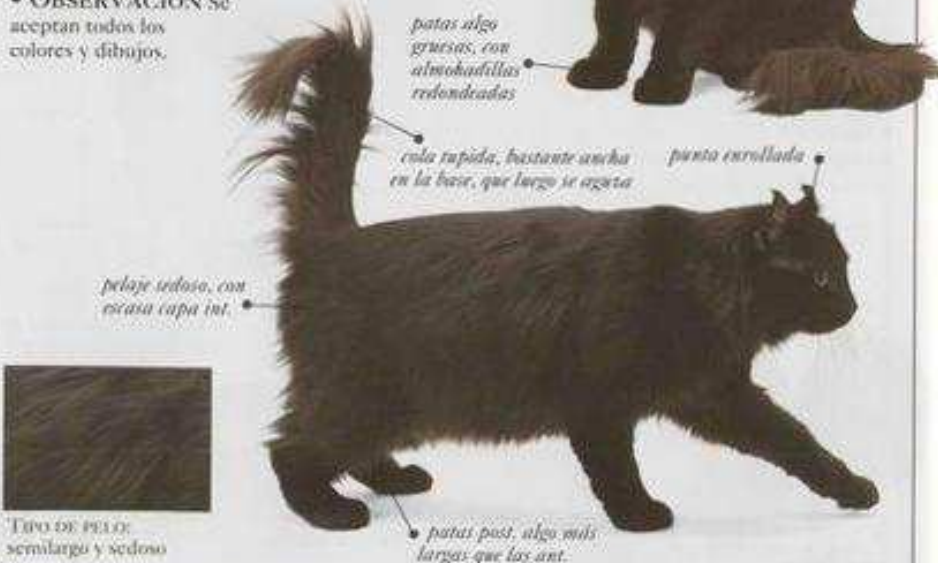 • OBSERVACIÓN Se
aceptan todos los
colores y dibujos.
patas algo
gruesas, con
almohadillas
redondeadas
cola tupida, bastante ancha
en la base, que luego se aguza
punta enrollada
pelaje sedoso, con
escasa capa int.
TIPO DE PELO:
semilargo y sedoso
patas post. algo más
largas que las ant.